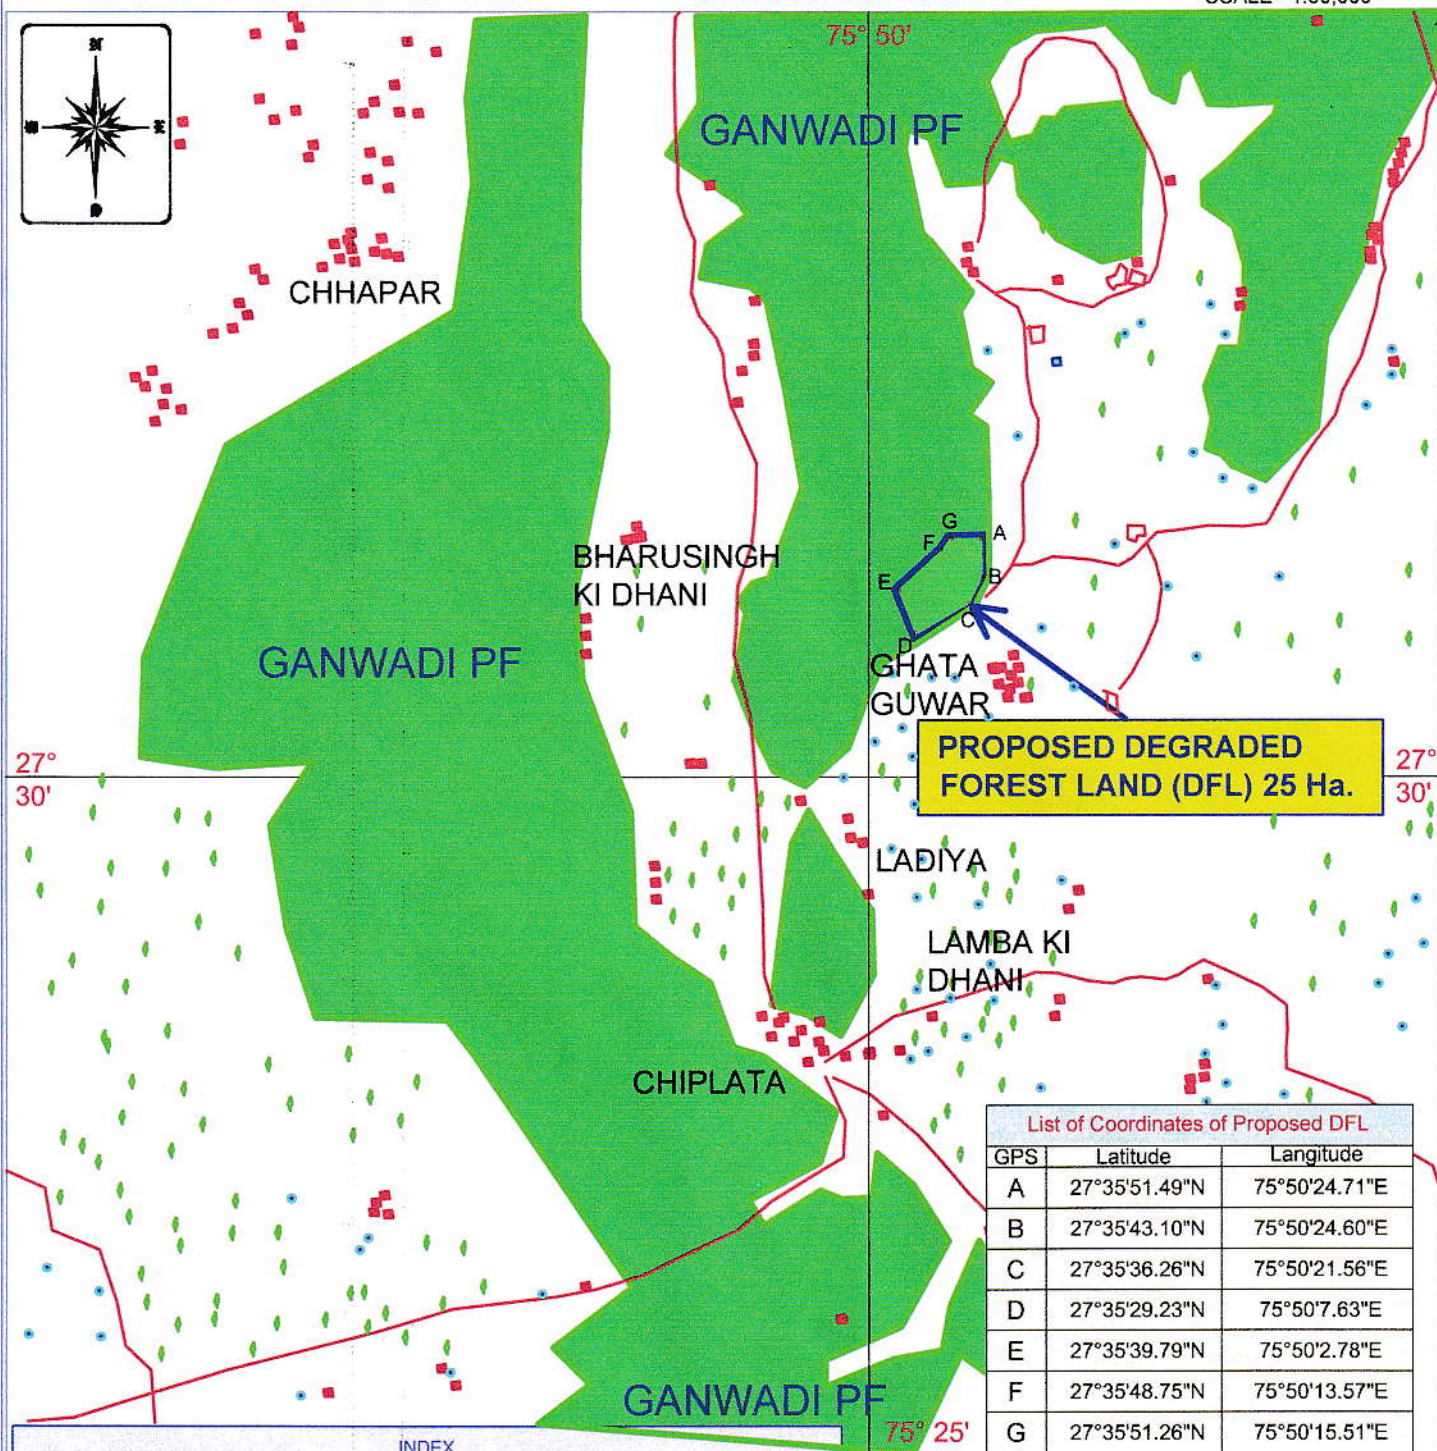 75° 50'
GANWADI PF
CHHAPAR
G
A
F
BHARUSINGH
KI DHANI
E
B
C
D
GANWADI PF
GHATA
GUWAR
PROPOSED DEGRADED
FOREST LAND (DFL) 25 Ha.
27°
30'
27°
30'
LADIYA
LAMBA KI
DHANI
CHIPLATA
List of Coordinates of Proposed DFL
GPS Latitude Langitude
A 27°35'51.49"N 75°50'24.71"E
B 27°35'43.10"N 75°50'24.60"E
C 27°35'36.26"N 75°50'21.56"E
D 27°35'29.23"N 75°50'7.63"E
E 27°35'39.79"N 75°50'2.78"E
F 27°35'48.75"N 75°50'13.57"E
G 27°35'51.26"N 75°50'15.51"E
GANWADI PF
75° 25'
INDEX